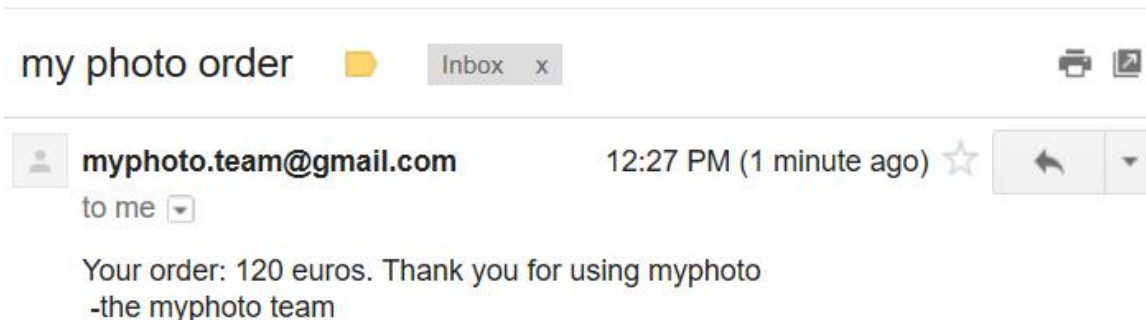 my photo order Inbox x
myphoto.team@gmail.com 12:27 PM (1 minute ago)
to me
Your order: 120 euros. Thank you for using myphoto
-the myphoto team